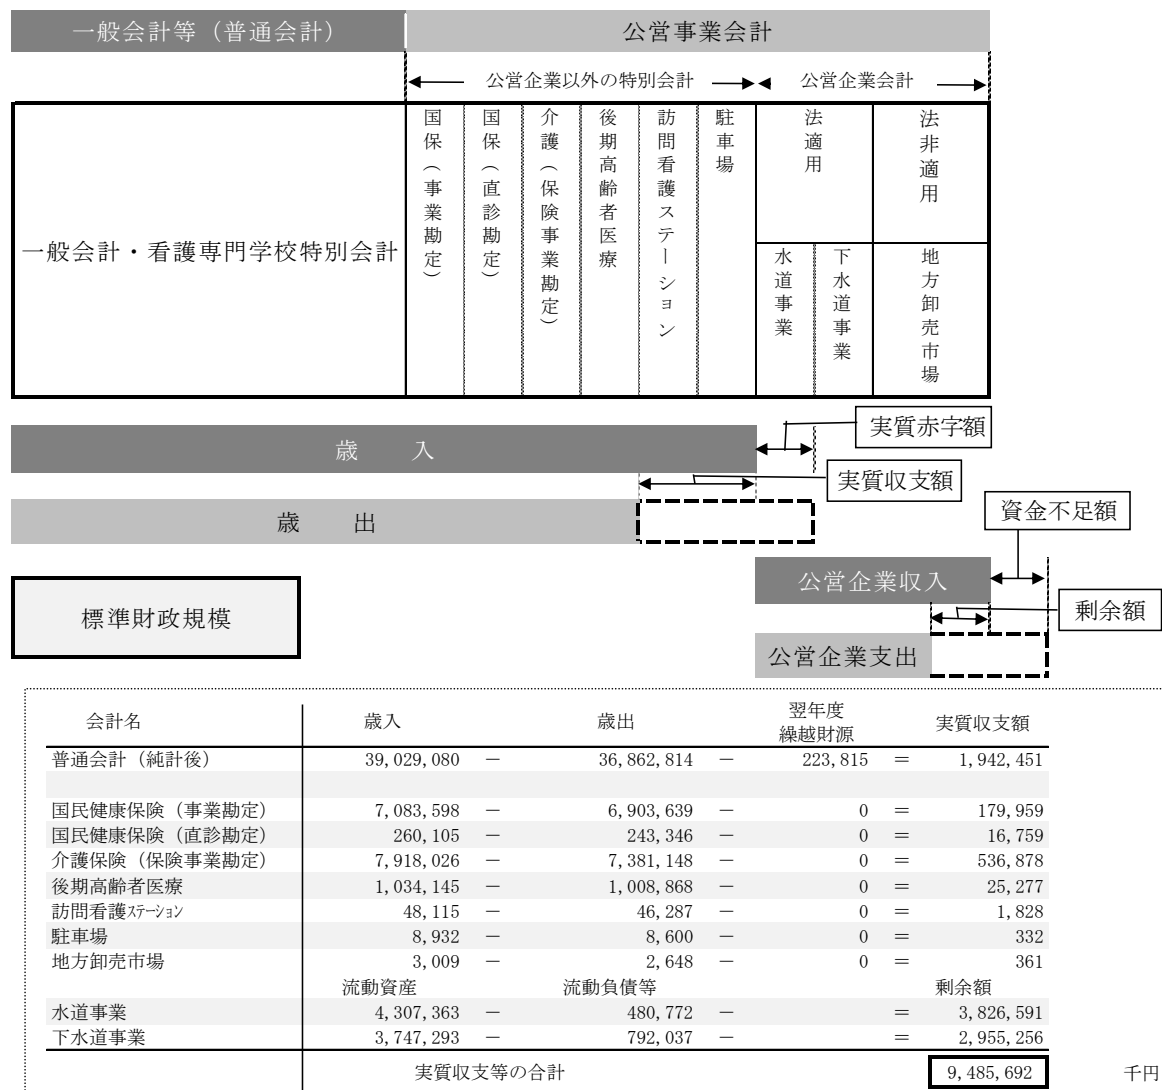 一般会計等（普通会計） 公営事業会計
公営企業以外の特別会計 公営企業会計
一般会計・看護専門学校特別会計
国保（事業勘定）
国保（直診勘定）
介護（保険事業勘定）
後期高齢者医療
訪問看護ステーション
駐車場
法適用
法非適用
水道事業
下水道事業
地方卸売市場
実質赤字額
歳 入
実質収支額
歳 出
資金不足額
公営企業収入
標準財政規模
剰余額
公営企業支出
会計名 歳入 歳出 翌年度繰越財源 実質収支額
普通会計（純計後） 39,029,080 － 36,862,814 － 223,815 ＝ 1,942,451
国民健康保険（事業勘定） 7,083,598 － 6,903,639 － 0 ＝ 179,959
国民健康保険（直診勘定） 260,105 － 243,346 － 0 ＝ 16,759
介護保険（保険事業勘定） 7,918,026 － 7,381,148 － 0 ＝ 536,878
後期高齢者医療 1,034,145 － 1,008,868 － 0 ＝ 25,277
訪問看護ｽﾃｰｼｮﾝ 48,115 － 46,287 － 0 ＝ 1,828
駐車場 8,932 － 8,600 － 0 ＝ 332
地方卸売市場 3,009 － 2,648 － 0 ＝ 361
流動資産 流動負債等 剰余額
水道事業 4,307,363 － 480,772 － ＝ 3,826,591
下水道事業 3,747,293 － 792,037 － ＝ 2,955,256
実質収支等の合計 9,485,692 千円